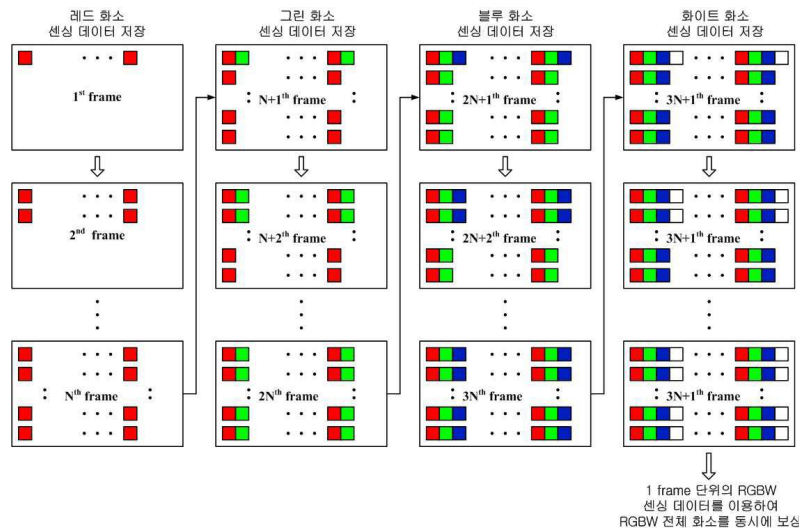 레드 화소
센싱 데이터 저장
1st frame
2nd frame
Nth frame
그린 화소
센싱 데이터 저장
N+1th frame
N+2th frame
2Nth frame
블루 화소
센싱 데이터 저장
2N+1th frame
2N+2th frame
3Nth frame
화이트 화소
센싱 데이터 저장
3N+1th frame
3N+1th frame
3N+1th frame
1 frame 단위의 RGBW
센싱 데이터를 이용하여
RGBW 전체 화소를 동시에 보상